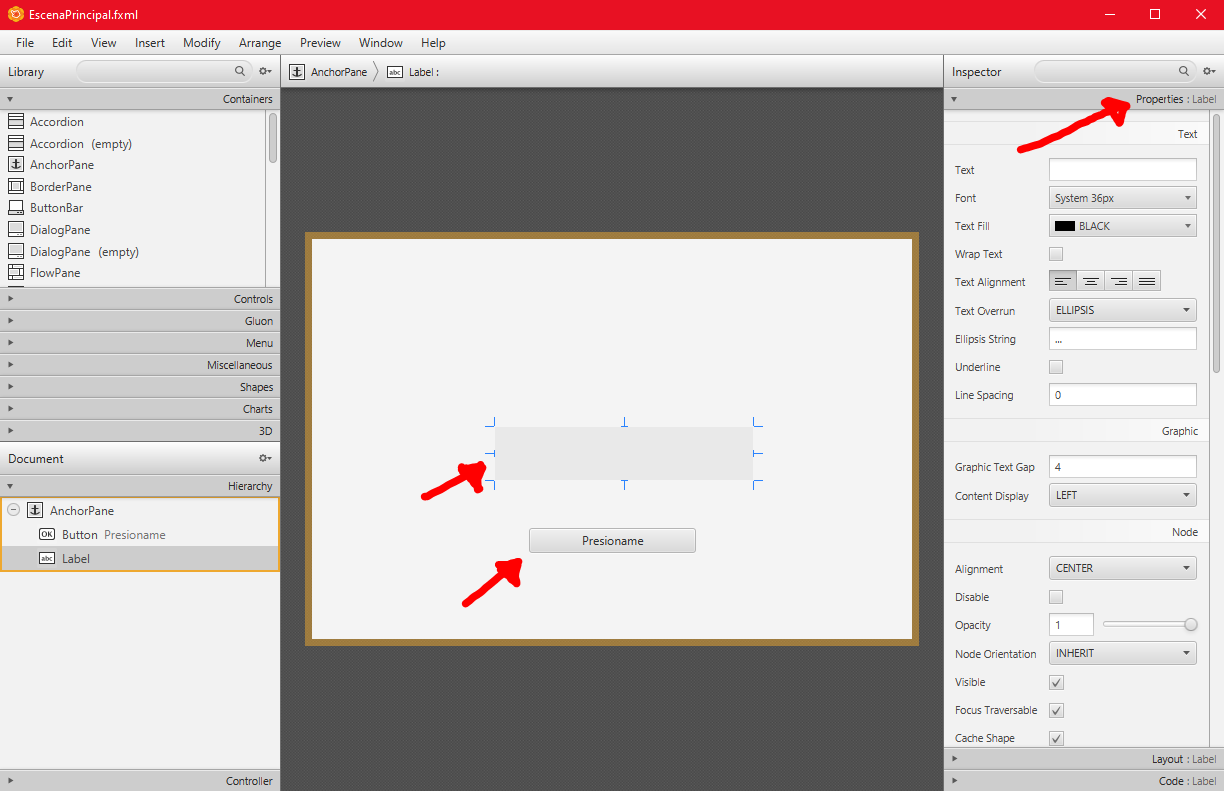 EscenaPrincipal.fxml
File Edit View Insert Modify Arrange Preview Window Help
Library
Containers
Accordion
Accordion (empty)
AnchorPane
BorderPane
ButtonBar
DialogPane
DialogPane (empty)
FlowPane
Controls
Gluon
Menu
Miscellaneous
Shapes
Charts
3D
Document
Hierarchy
AnchorPane
OK Button Presioname
abc Label
Controller
AnchorPane abc Label :
Presioname
Inspector
Properties : Label
Text
Text
Font System 36px
Text Fill BLACK
Wrap Text
Text Alignment
Text Overrun ELLIPSIS
Ellipsis String ...
Underline
Line Spacing 0
Graphic
Graphic Text Gap 4
Content Display LEFT
Node
Alignment CENTER
Disable
Opacity 1
Node Orientation INHERIT
Visible
Focus Traversable
Cache Shape
Layout : Label
Code : Label